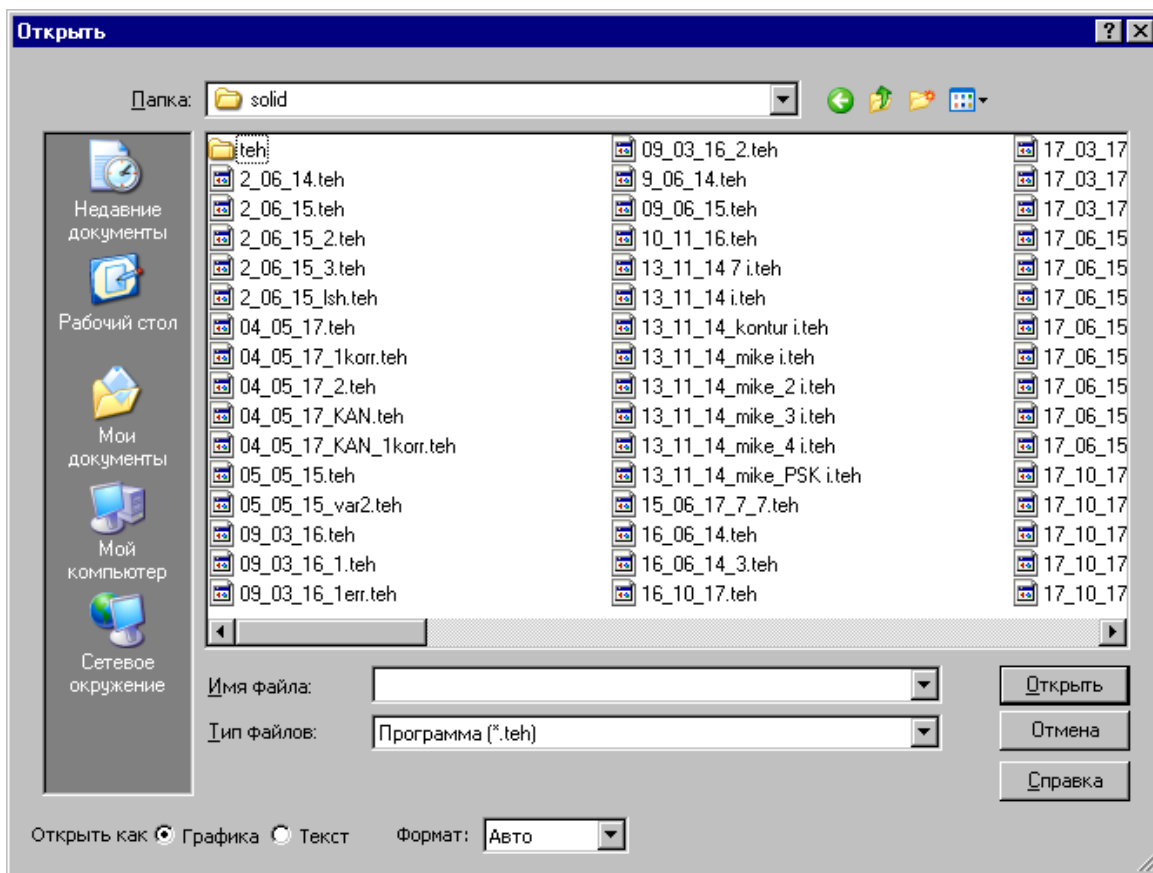 Открыть
Папка:
solid
Недавние
документы
Рабочий стол
Мои
документы
Мой
компьютер
Сетевое
окружение
teh
2_06_14.teh
2_06_15.teh
2_06_15_2.teh
2_06_15_3.teh
2_06_15_lsh.teh
04_05_17.teh
04_05_17_1korr.teh
04_05_17_2.teh
04_05_17_KAN.teh
04_05_17_KAN_1korr.teh
05_05_15.teh
05_05_15_var2.teh
09_03_16.teh
09_03_16_1.teh
09_03_16_1err.teh
09_03_16_2.teh
9_06_14.teh
09_06_15.teh
10_11_16.teh
13_11_14 7 i.teh
13_11_14 i.teh
13_11_14_kontur i.teh
13_11_14_mike i.teh
13_11_14_mike_2 i.teh
13_11_14_mike_3 i.teh
13_11_14_mike_4 i.teh
13_11_14_mike_PSK i.teh
15_06_17_7_7.teh
16_06_14.teh
16_06_14_3.teh
16_10_17.teh
17_03_17
17_03_17
17_03_17
17_06_15
17_06_15
17_06_15
17_06_15
17_06_15
17_06_15
17_06_15
17_06_15
17_10_17
17_10_17
17_10_17
17_10_17
17_10_17
Имя файла:
Открыть
Тип файлов:
Программа (*.teh)
Отмена
Справка
Открыть как Графика Текст Формат: Авто